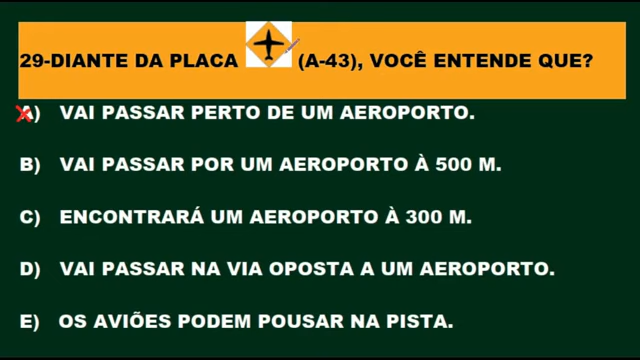 29-DIANTE DA PLACA (A-43), VOCÊ ENTENDE QUE?
A) VAI PASSAR PERTO DE UM AEROPORTO.
B) VAI PASSAR POR UM AEROPORTO À 500 M.
C) ENCONTRARÁ UM AEROPORTO À 300 M.
D) VAI PASSAR NA VIA OPOSTA A UM AEROPORTO.
E) OS AVIÕES PODEM POUSAR NA PISTA.